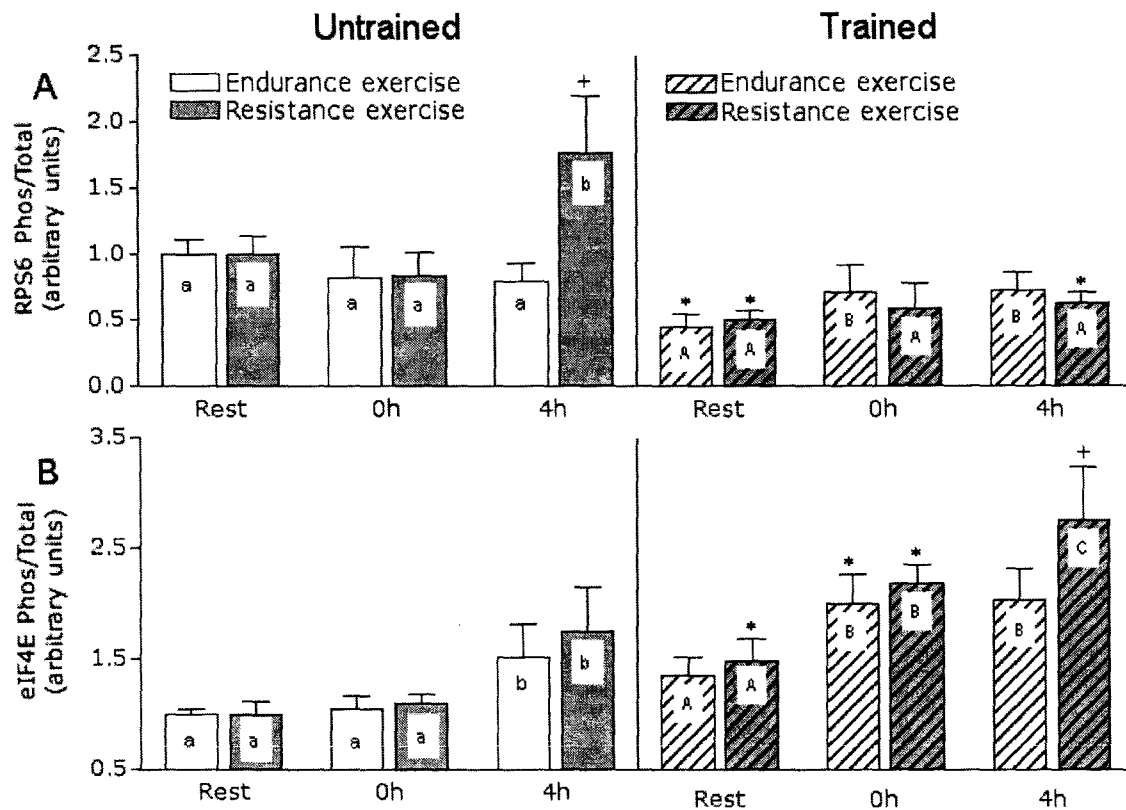 Untrained Trained
A
RPS6 Phos/Total
(arbitrary units)
2.5
2.0
1.5
1.0
0.5
0.0
Endurance exercise
Resistance exercise
Endurance exercise
Resistance exercise
+
b
a a a a a
* * *
A A B A B A
Rest 0h 4h Rest 0h 4h
B
eIF4E Phos/Total
(arbitrary units)
3.5
2.5
1.5
0.5
+
C
* * *
a a a a b b
A A B B B
Rest 0h 4h Rest 0h 4h